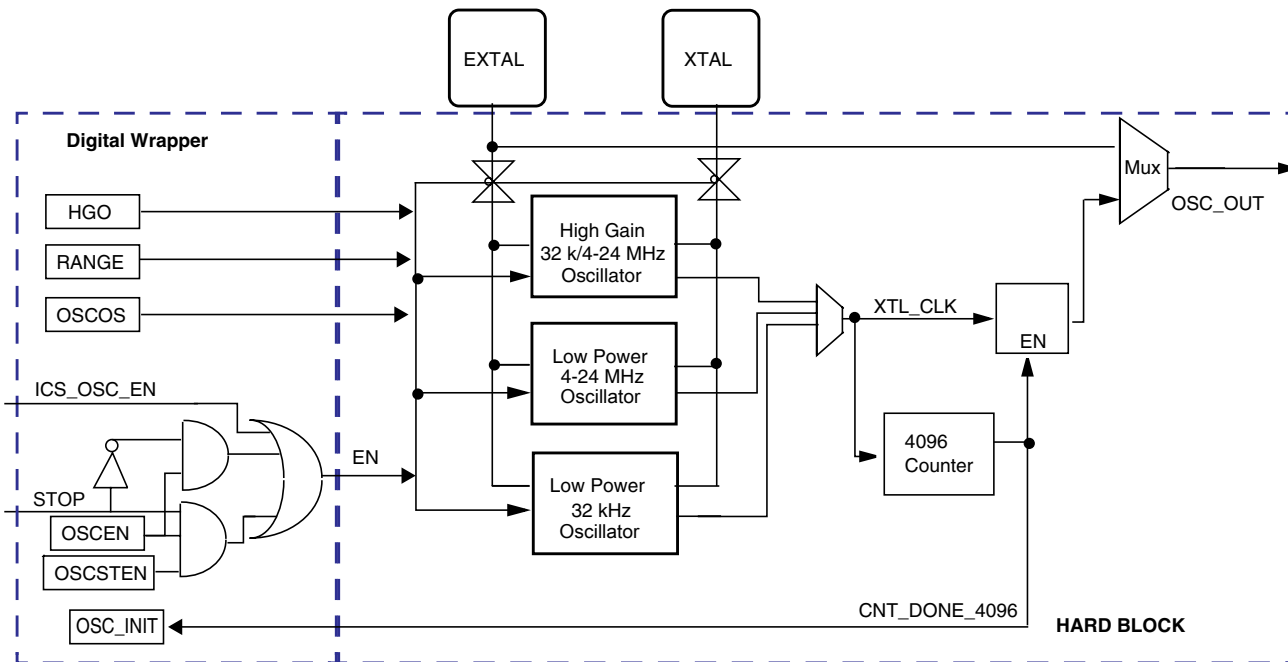 EXTAL
XTAL
Digital Wrapper
Mux
OSC_OUT
HGO
RANGE
OSCOS
High Gain
32 k/4-24 MHz
Oscillator
XTL_CLK
EN
Low Power
4-24 MHz
Oscillator
ICS_OSC_EN
4096
Counter
EN
Low Power
32 kHz
Oscillator
STOP
OSCEN
OSCSTEN
OSC_INIT
CNT_DONE_4096
HARD BLOCK